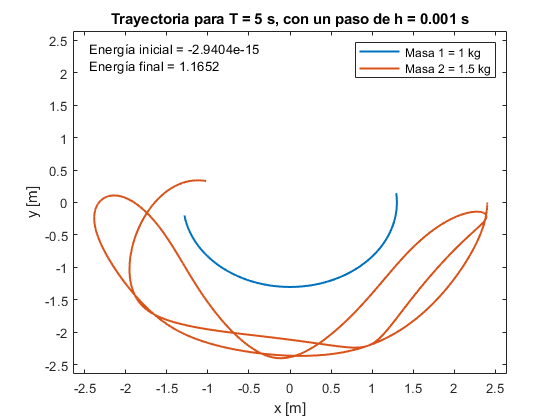 Trayectoria para T = 5 s, con un paso de h = 0.001 s
Energía inicial = -2.9404e-15
Energía final = 1.1652
Masa 1 = 1 kg
Masa 2 = 1.5 kg
y [m]
2.5
2
1.5
1
0.5
0
-0.5
-1
-1.5
-2
-2.5
-2.5 -2 -1.5 -1 -0.5 0 0.5 1 1.5 2 2.5
x [m]